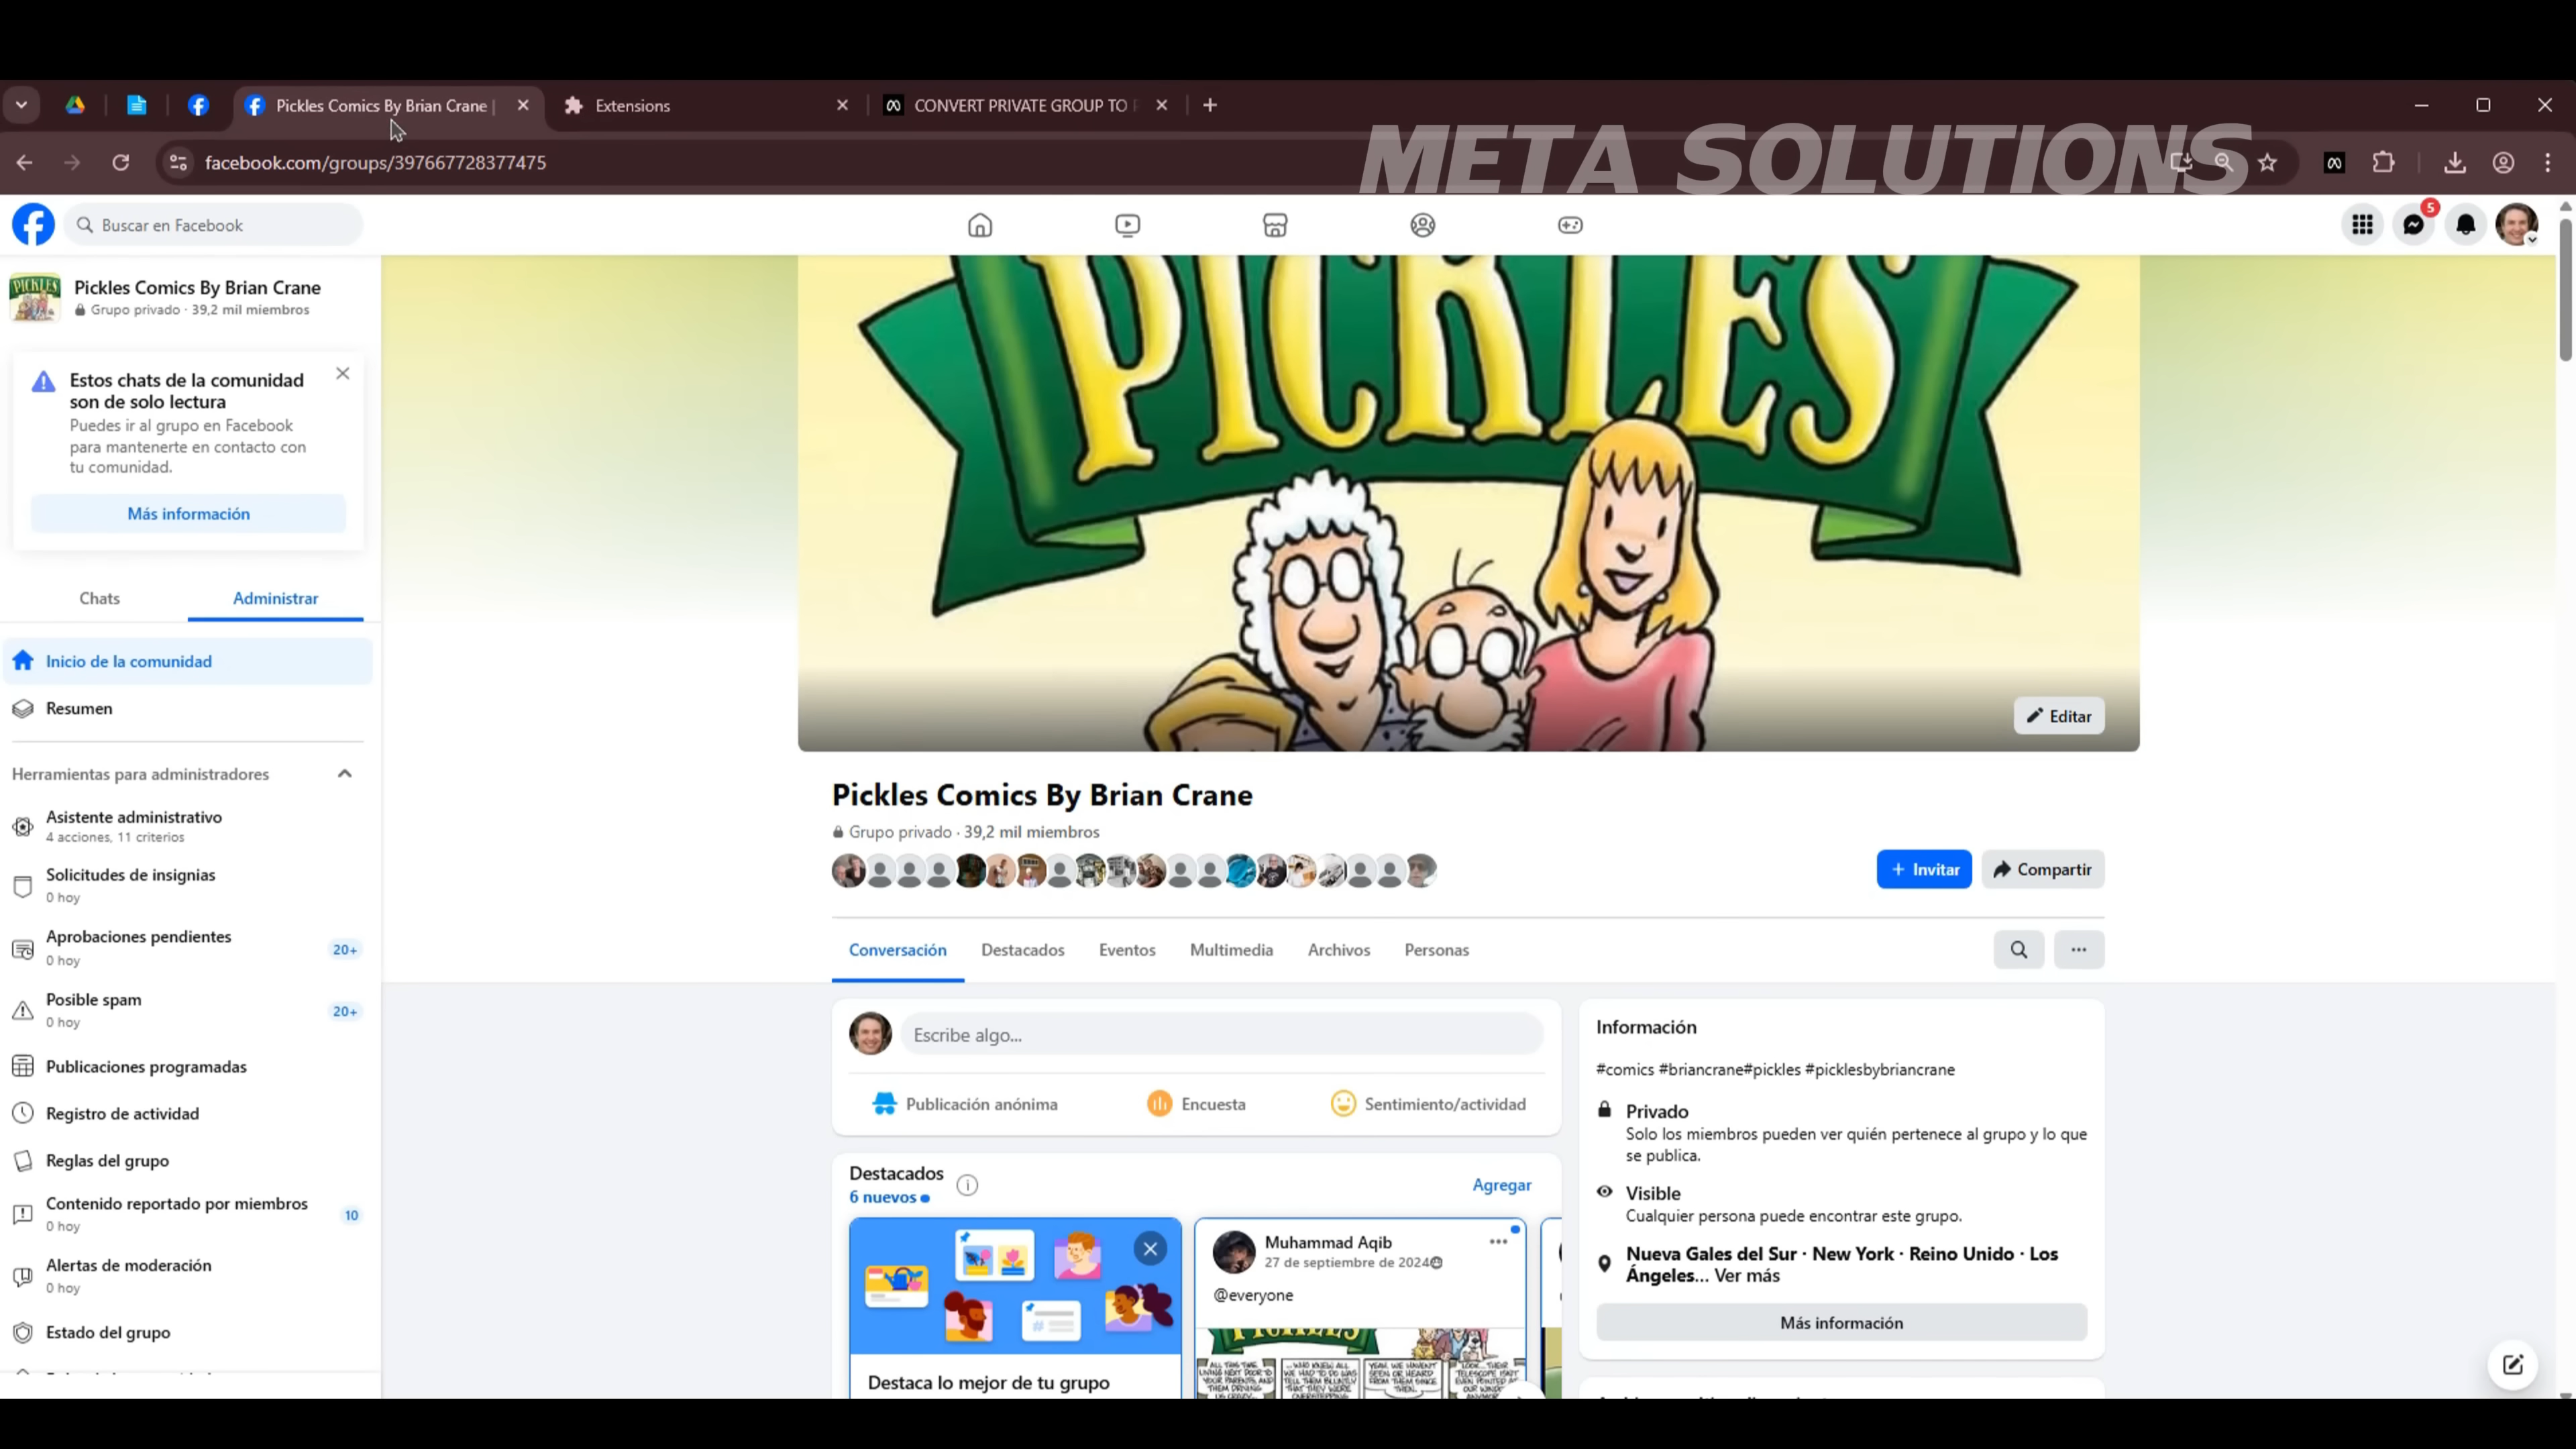 Pickles Comics By Brian Crane |
Extensions
CONVERT PRIVATE GROUP TO
META SOLUTIONS
facebook.com/groups/397667728377475
Buscar en Facebook
5
Pickles Comics By Brian Crane
Grupo privado · 39,2 mil miembros
Estos chats de la comunidad
son de solo lectura
Puedes ir al grupo en Facebook
para mantenerte en contacto con
tu comunidad.
Más información
Chats
Administrar
Inicio de la comunidad
Resumen
Herramientas para administradores
Asistente administrativo
4 acciones, 11 criterios
Solicitudes de insignias
0 hoy
Aprobaciones pendientes
0 hoy
20+
Posible spam
0 hoy
20+
Publicaciones programadas
Registro de actividad
Reglas del grupo
Contenido reportado por miembros
0 hoy
10
Alertas de moderación
0 hoy
Estado del grupo
PICKLES
PICKLES
Editar
Pickles Comics By Brian Crane
Grupo privado · 39,2 mil miembros
+ Invitar
Compartir
Conversación
Destacados
Eventos
Multimedia
Archivos
Personas
Escribe algo...
Publicación anónima
Encuesta
Sentimiento/actividad
Destacados
6 nuevos
Agregar
Destaca lo mejor de tu grupo
Muhammad Aqib
27 de septiembre de 2024
@everyone
PICKLES
Información
#comics #briancrane#pickles #picklesbybriancrane
Privado
Solo los miembros pueden ver quién pertenece al grupo y lo que
se publica.
Visible
Cualquier persona puede encontrar este grupo.
Nueva Gales del Sur · New York · Reino Unido · Los
Ángeles... Ver más
Más información